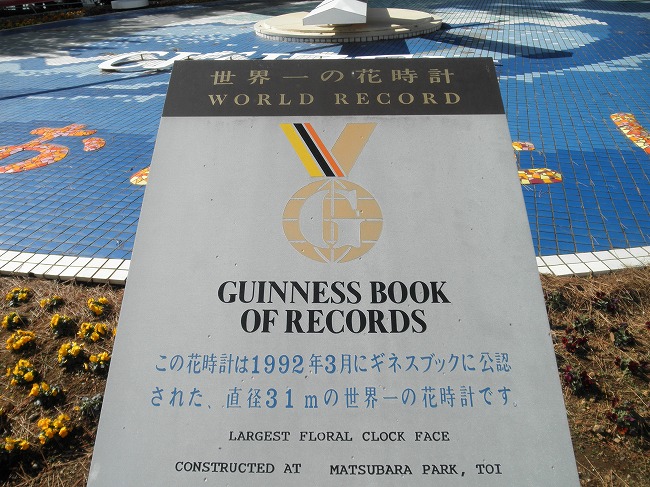 世界一の花時計
WORLD RECORD
G
GUINNESS BOOK
OF RECORDS
この花時計は1992年3月にギネスブックに公認
された、直径31mの世界一の花時計です。
LARGEST FLORAL CLOCK FACE
CONSTRUCTED AT MATSUBARA PARK, TOI